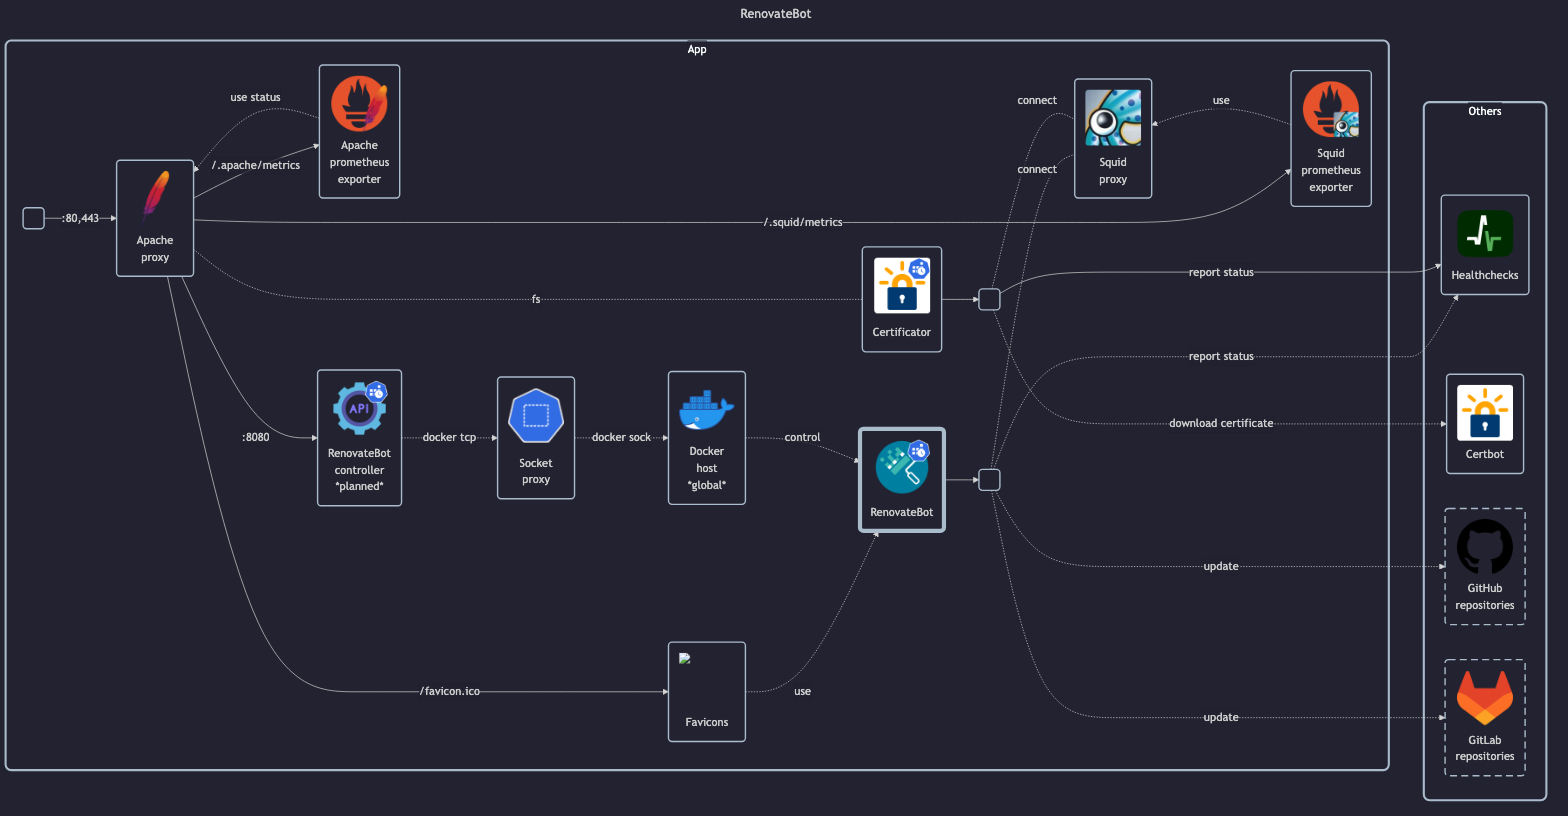 RenovateBot
App
Others
use status
Apache
prometheus
exporter
/.apache/metrics
connect
connect
Squid
proxy
use
Squid
prometheus
exporter
:80,443
Apache
proxy
/.squid/metrics
fs
Certificator
report status
Healthchecks
report status
:8080
API
RenovateBot
controller
*planned*
docker tcp
Socket
proxy
docker sock
Docker
host
*global*
control
RenovateBot
download certificate
Certbot
update
GitHub
repositories
/favicon.ico
Favicons
use
update
GitLab
repositories